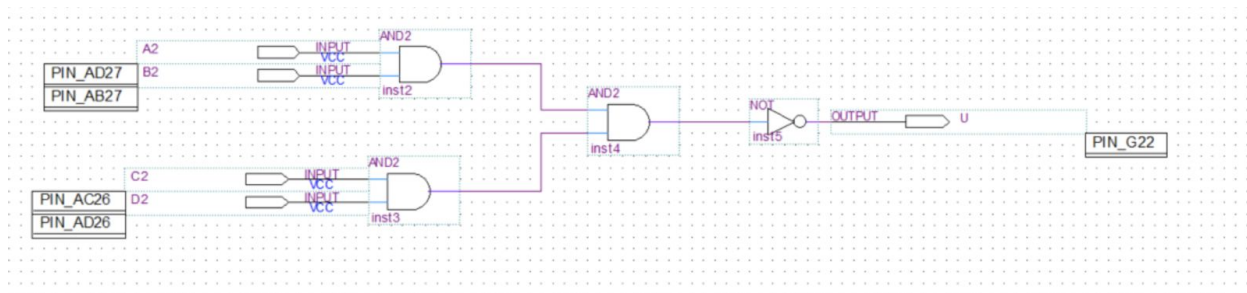 AND2
A2 INPUT
VCC
PIN_AD27 B2 INPUT
VCC
PIN_AB27
inst2
AND2
inst4
NOT
inst5
OUTPUT U
PIN_G22
AND2
C2 INPUT
VCC
PIN_AC26 D2 INPUT
VCC
PIN_AD26
inst3